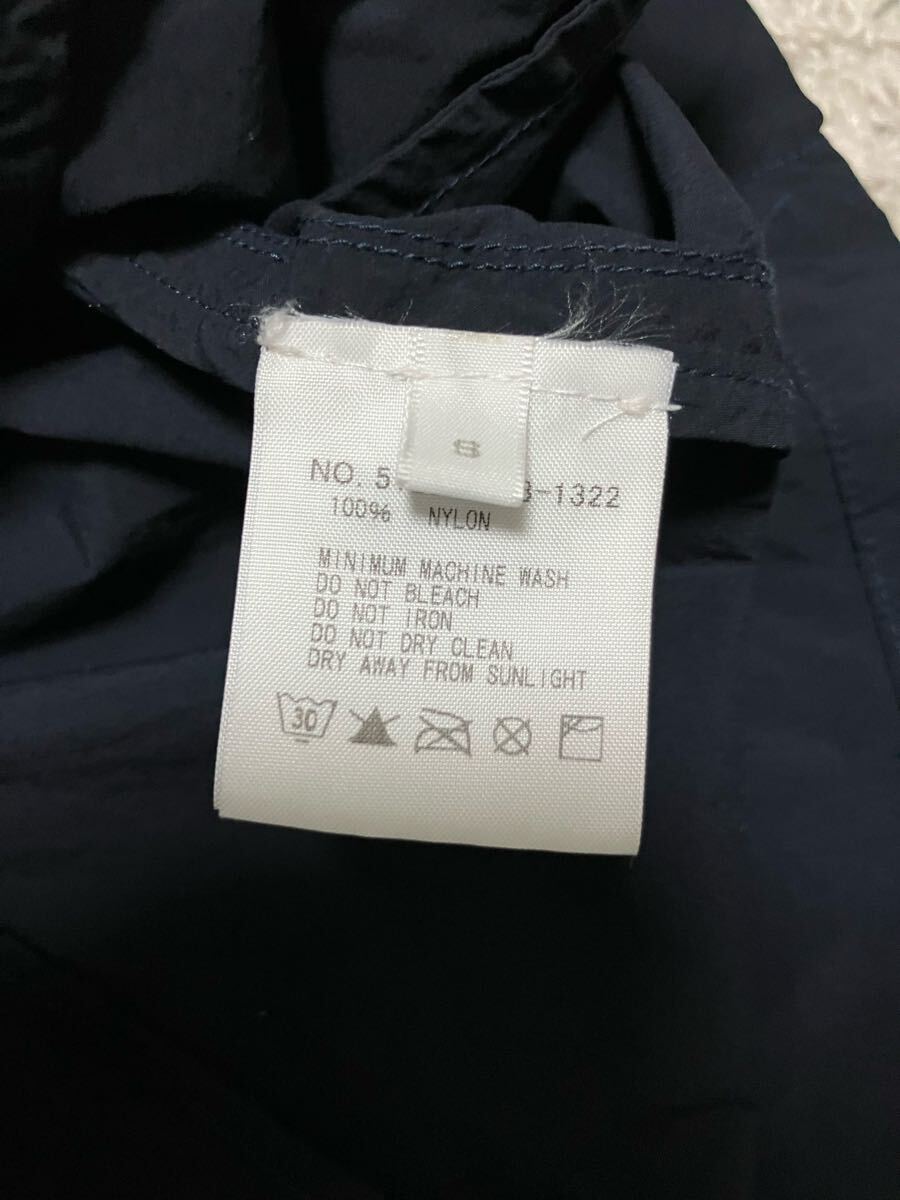 S
NO. 5 3-1322
100% NYLON
MINIMUM MACHINE WASH
DO NOT BLEACH
DO NOT IRON
DO NOT DRY CLEAN
DRY AWAY FROM SUNLIGHT
30